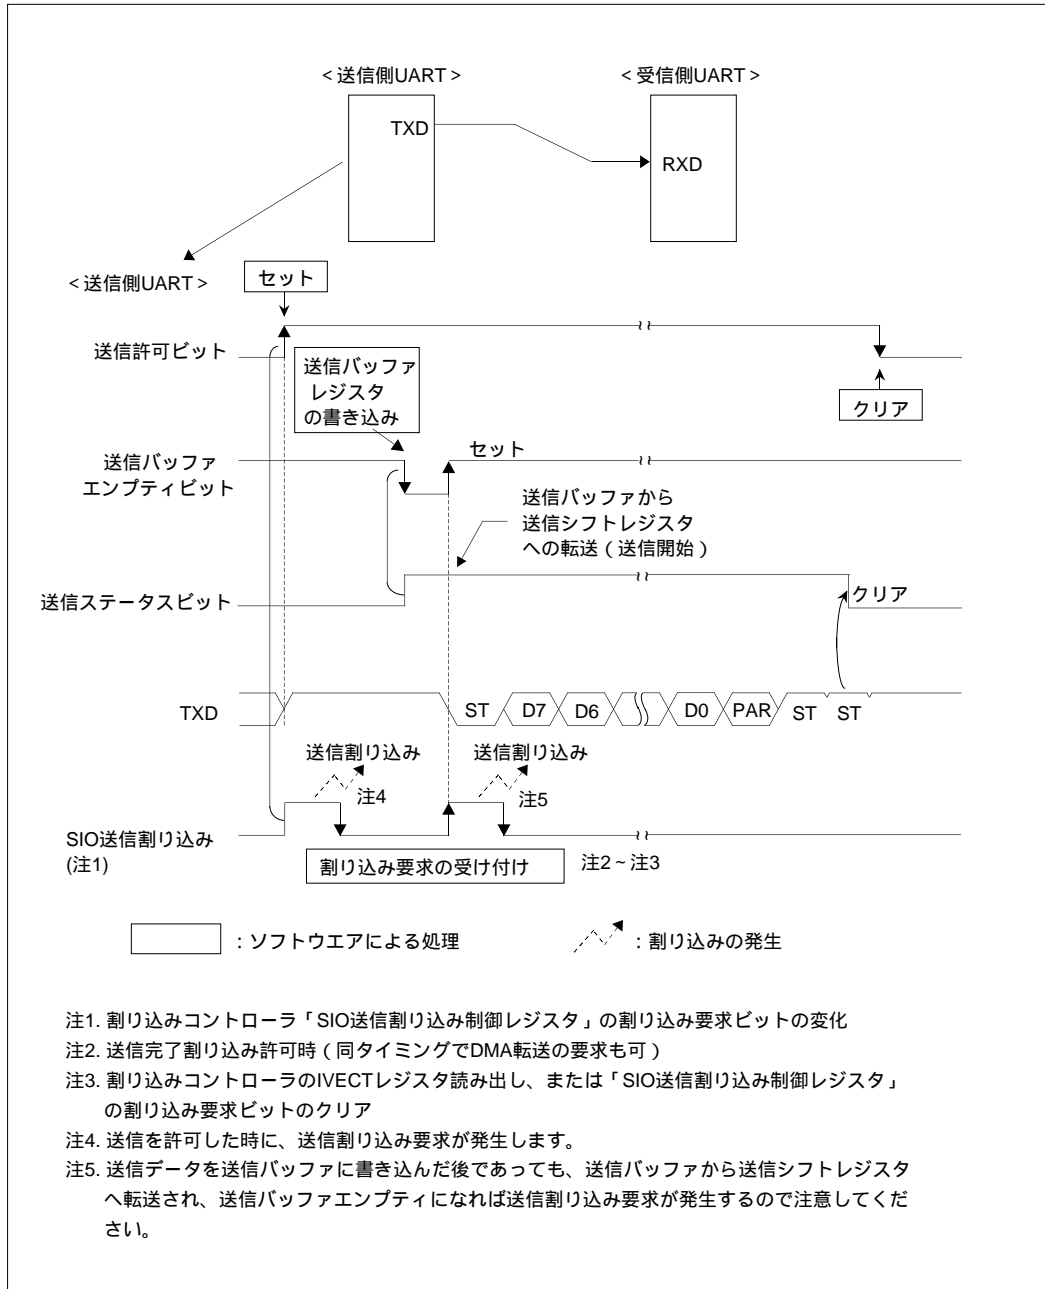 ＜送信側UART＞
＜受信側UART＞
TXD
RXD
＜送信側UART＞
セット
送信許可ビット
送信バッファ
レジスタ
の書き込み
クリア
送信バッファ
エンプティビット
セット
送信バッファから
送信シフトレジスタ
への転送（送信開始）
送信ステータスビット
クリア
TXD
ST D7 D6 D0 PAR ST ST
送信割り込み
注4
送信割り込み
注5
SIO送信割り込み
(注1)
割り込み要求の受け付け
注2～注3
：ソフトウエアによる処理
：割り込みの発生
注1. 割り込みコントローラ「SIO送信割り込み制御レジスタ」の割り込み要求ビットの変化
注2. 送信完了割り込み許可時（同タイミングでDMA転送の要求も可）
注3. 割り込みコントローラのIVECTレジスタ読み出し、または「SIO送信割り込み制御レジスタ」
の割り込み要求ビットのクリア
注4. 送信を許可した時に、送信割り込み要求が発生します。
注5. 送信データを送信バッファに書き込んだ後であっても、送信バッファから送信シフトレジスタ
へ転送され、送信バッファエンプティになれば送信割り込み要求が発生するので注意してくだ
さい。